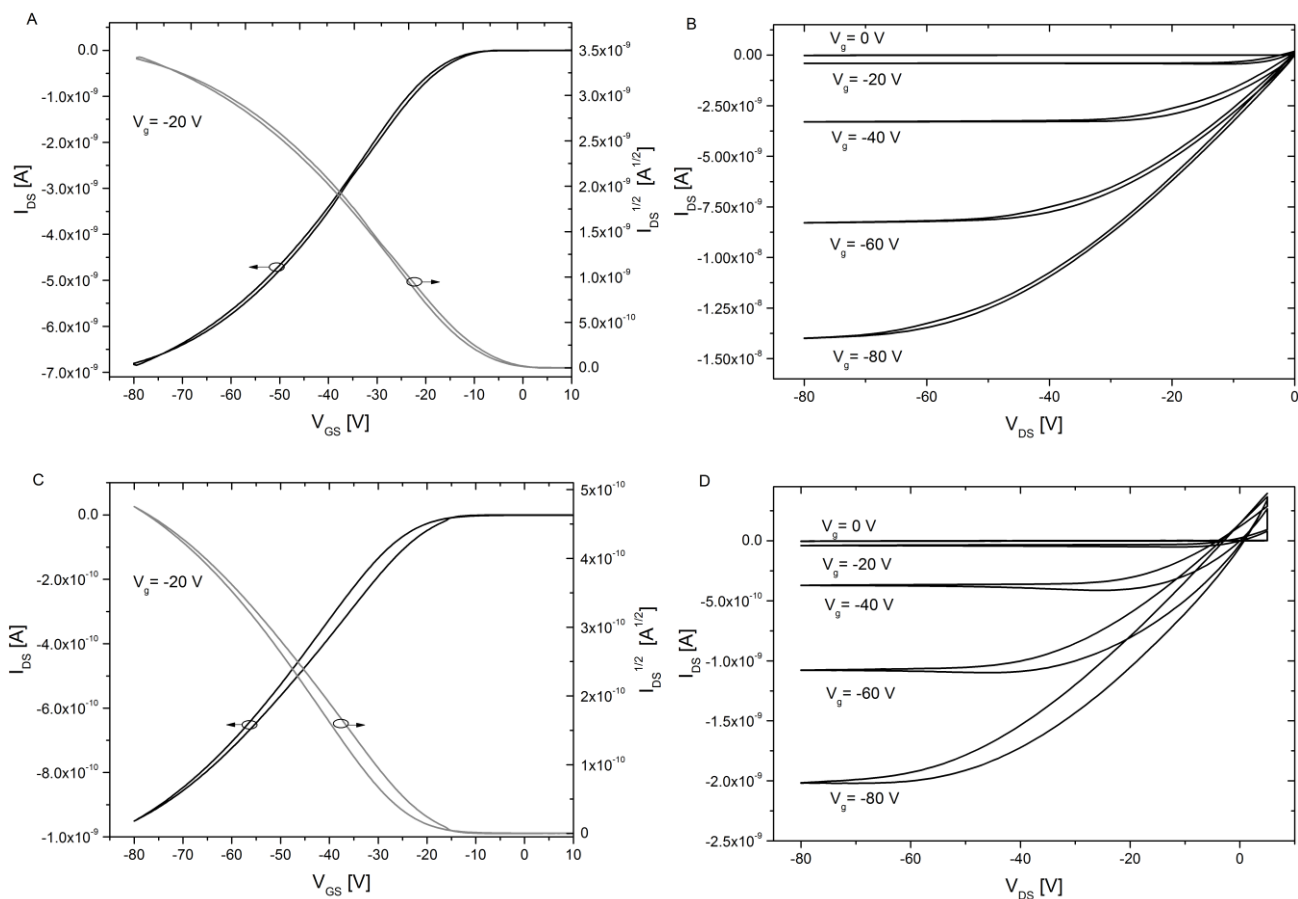 A
I_DS [A]
0.0
-1.0x10^-9
-2.0x10^-9
-3.0x10^-9
-4.0x10^-9
-5.0x10^-9
-6.0x10^-9
-7.0x10^-9
V_g= -20 V
3.5x10^-9
3.0x10^-9
2.5x10^-9
2.0x10^-9
1.5x10^-9
1.0x10^-9
5.0x10^-10
0.0
I_DS^1/2 [A^1/2]
-80 -70 -60 -50 -40 -30 -20 -10 0 10
V_GS [V]
B
I_DS [A]
0.00
-2.50x10^-9
-5.00x10^-9
-7.50x10^-9
-1.00x10^-8
-1.25x10^-8
-1.50x10^-8
V_g= 0 V
V_g= -20 V
V_g= -40 V
V_g= -60 V
V_g= -80 V
-80 -60 -40 -20 0
V_DS [V]
C
I_DS [A]
0.0
-2.0x10^-10
-4.0x10^-10
-6.0x10^-10
-8.0x10^-10
-1.0x10^-9
V_g= -20 V
5x10^-10
4x10^-10
3x10^-10
2x10^-10
1x10^-10
0
I_DS^1/2 [A^1/2]
-80 -70 -60 -50 -40 -30 -20 -10 0 10
V_GS [V]
D
I_DS [A]
0.0
-5.0x10^-10
-1.0x10^-9
-1.5x10^-9
-2.0x10^-9
-2.5x10^-9
V_g= 0 V
V_g= -20 V
V_g= -40 V
V_g= -60 V
V_g= -80 V
-80 -60 -40 -20 0
V_DS [V]